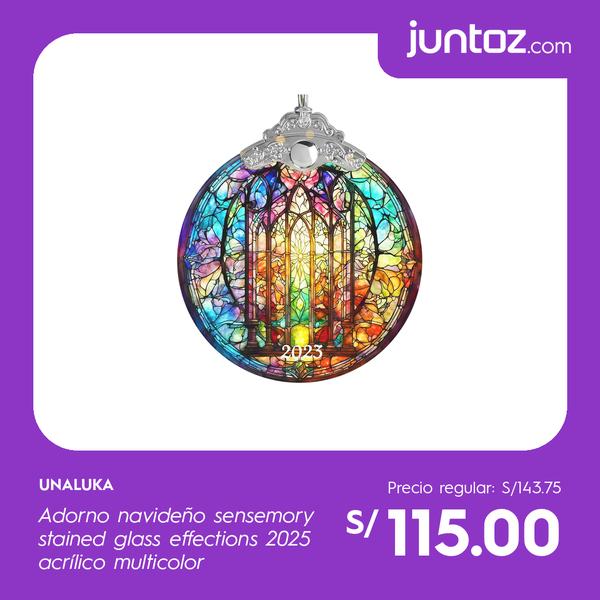 juntoz.com
2023
UNALUKA
Adorno navideño sensemory
stained glass effections 2025
acrílico multicolor
Precio regular: S/143.75
S/115.00